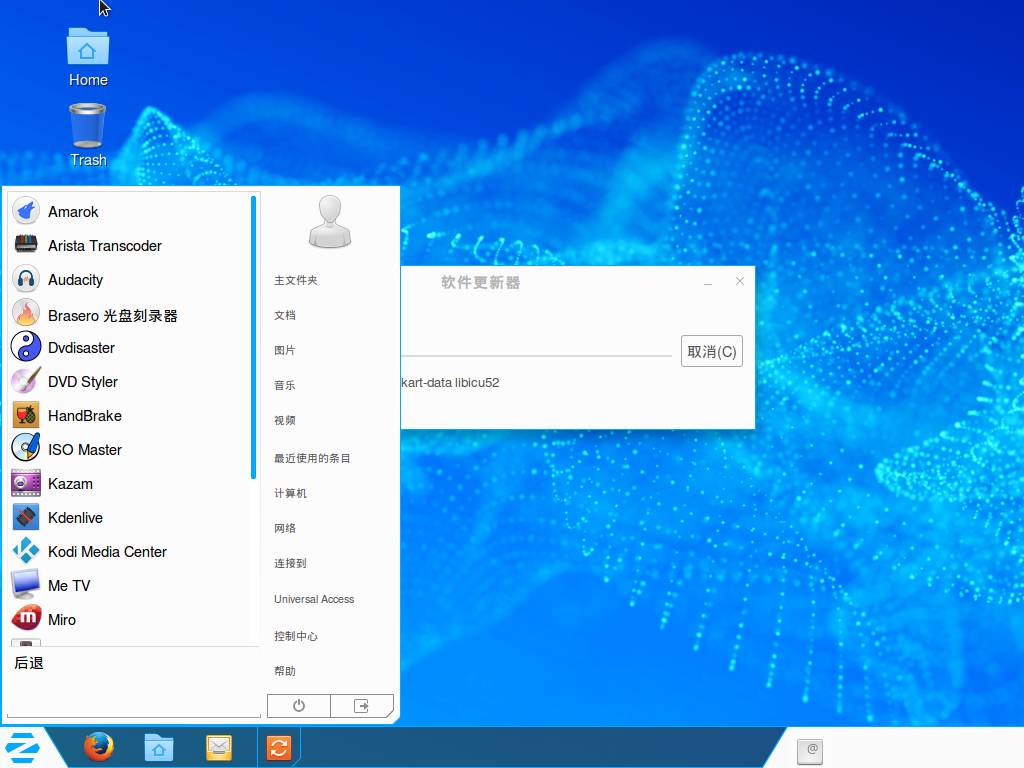 Home
Trash
Amarok
Arista Transcoder
Audacity
Brasero 光盘刻录器
Dvdisaster
DVD Styler
HandBrake
ISO Master
Kazam
Kdenlive
Kodi Media Center
Me TV
Miro
后退
主文件夹
文档
图片
音乐
视频
最近使用的条目
计算机
网络
连接到
Universal Access
控制中心
帮助
软件更新器
取消(C)
kart-data libicu52
@